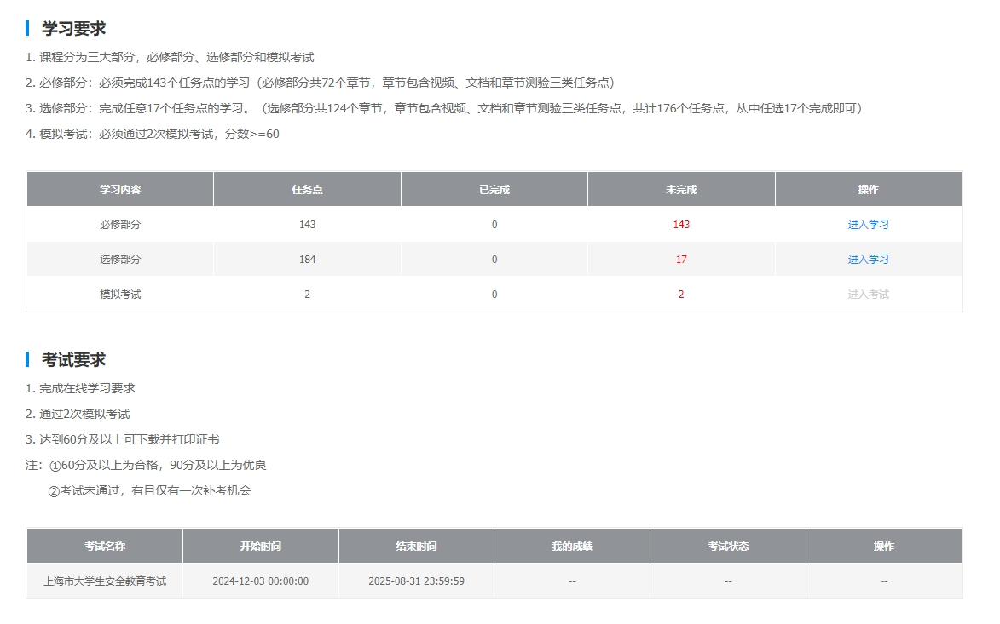 学习要求
1. 课程分为三大部分，必修部分、选修部分和模拟考试
2. 必修部分：必须完成143个任务点的学习（必修部分共72个章节，章节包含视频、文档和章节测验三类任务点）
3. 选修部分：完成任意17个任务点的学习。（选修部分共124个章节，章节包含视频、文档和章节测验三类任务点，共计176个任务点，从中任选17个完成即可）
4. 模拟考试：必须通过2次模拟考试，分数>=60
学习内容 任务点 已完成 未完成 操作
必修部分 143 0 143 进入学习
选修部分 184 0 17 进入学习
模拟考试 2 0 2 进入考试
考试要求
1. 完成在线学习要求
2. 通过2次模拟考试
3. 达到60分及以上可下载并打印证书
注：①60分及以上为合格，90分及以上为优良
②考试未通过，有且仅有一次补考机会
考试名称 开始时间 结束时间 我的成绩 考试状态 操作
上海市大学生安全教育考试 2024-12-03 00:00:00 2025-08-31 23:59:59 -- -- --